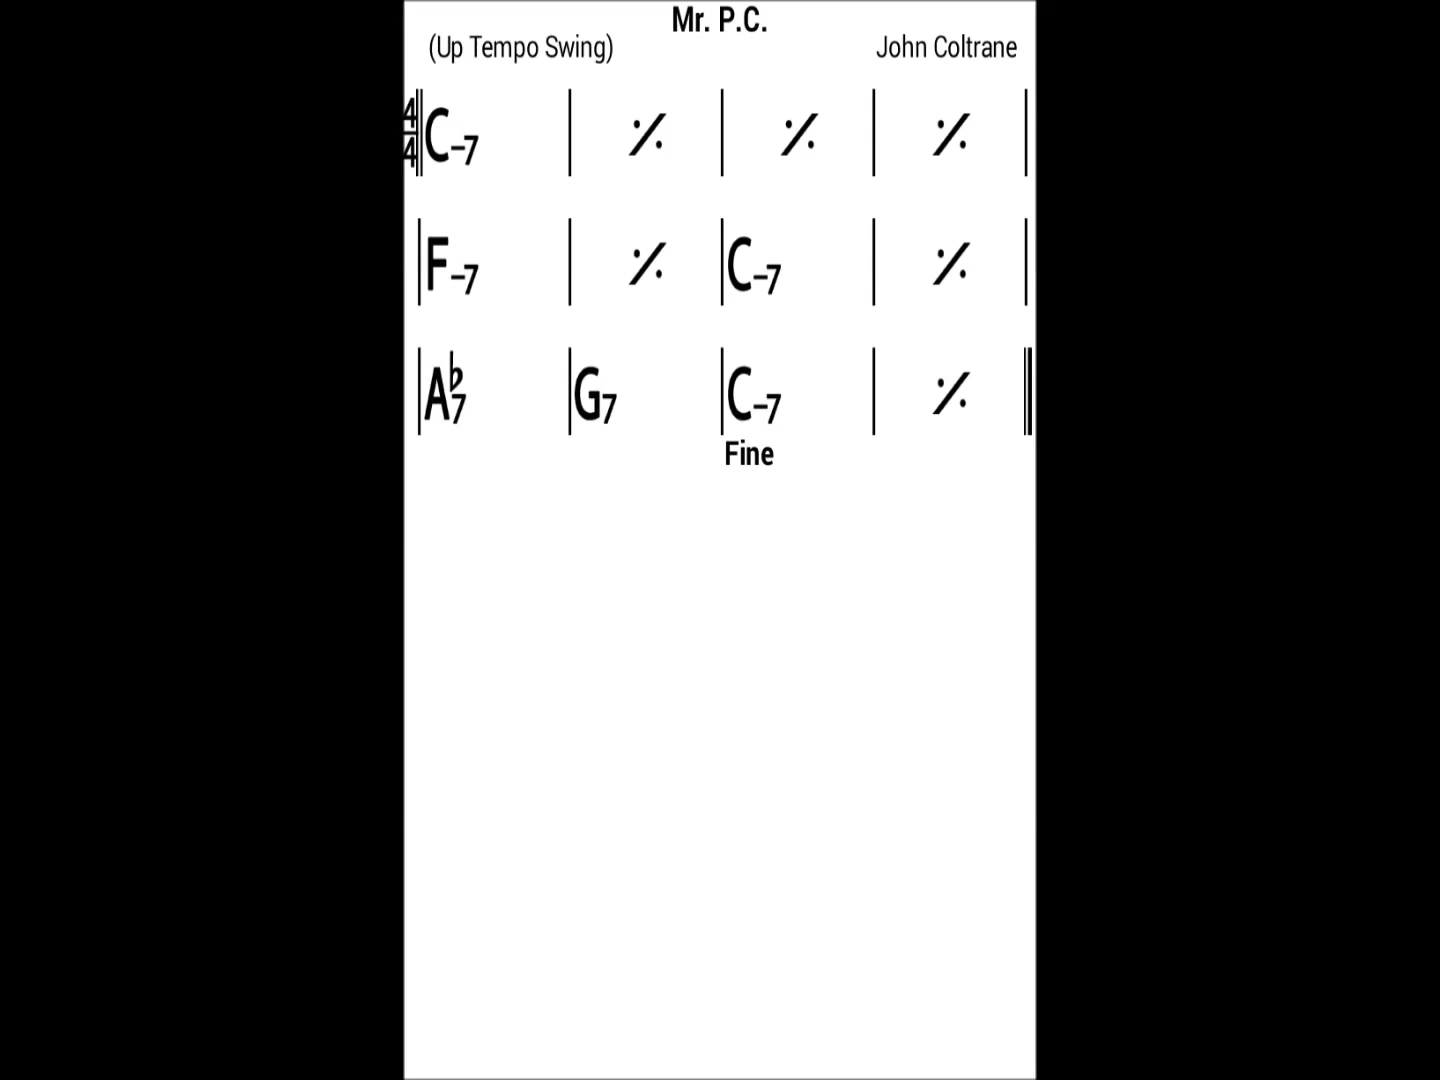 Mr. P.C.
(Up Tempo Swing) John Coltrane
4/4 C–7 | 𝄎 | 𝄎 | 𝄎 |
| F–7 | 𝄎 | C–7 | 𝄎 |
| A♭7 | G7 | C–7 | 𝄎 ‖
Fine